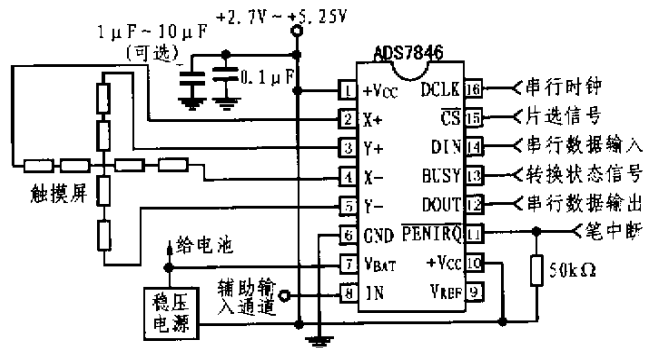 +2.7V～+5.25V
1μF～10μF
(可选)
0.1μF
ADS7846
1 +VCC DCLK 16 串行时钟
2 X+ CS 15 片选信号
3 Y+ DIN 14 串行数据输入
4 X- BUSY 13 转换状态信号
5 Y- DOUT 12 串行数据输出
6 GND PENIRQ 11 笔中断
7 VBAT +VCC 10
8 IN VREF 9
触摸屏
给电池
稳压
电源
辅助输
入通道
50kΩ